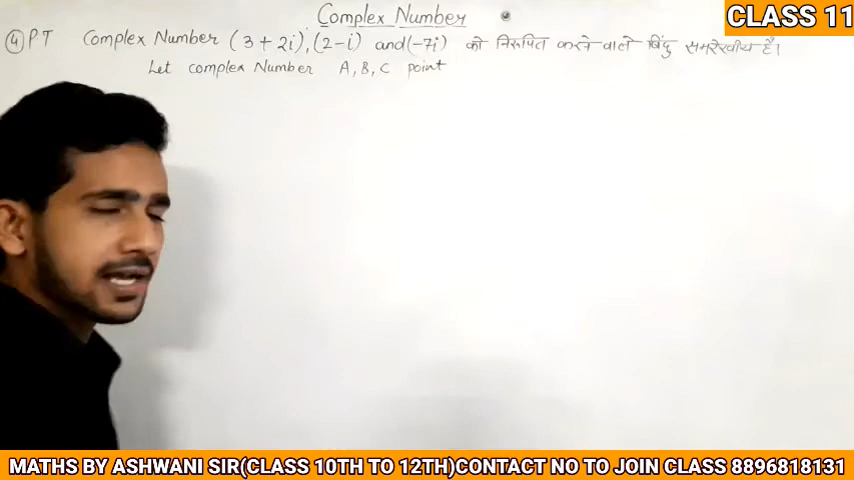 Complex Number
CLASS 11
④ PT Complex Number (3+2i), (2-i) and (-7i) को निरूपित करने वाले बिंदु समरेखीय है।
Let complex Number A, B, C point
MATHS BY ASHWANI SIR(CLASS 10TH TO 12TH)CONTACT NO TO JOIN CLASS 8896818131